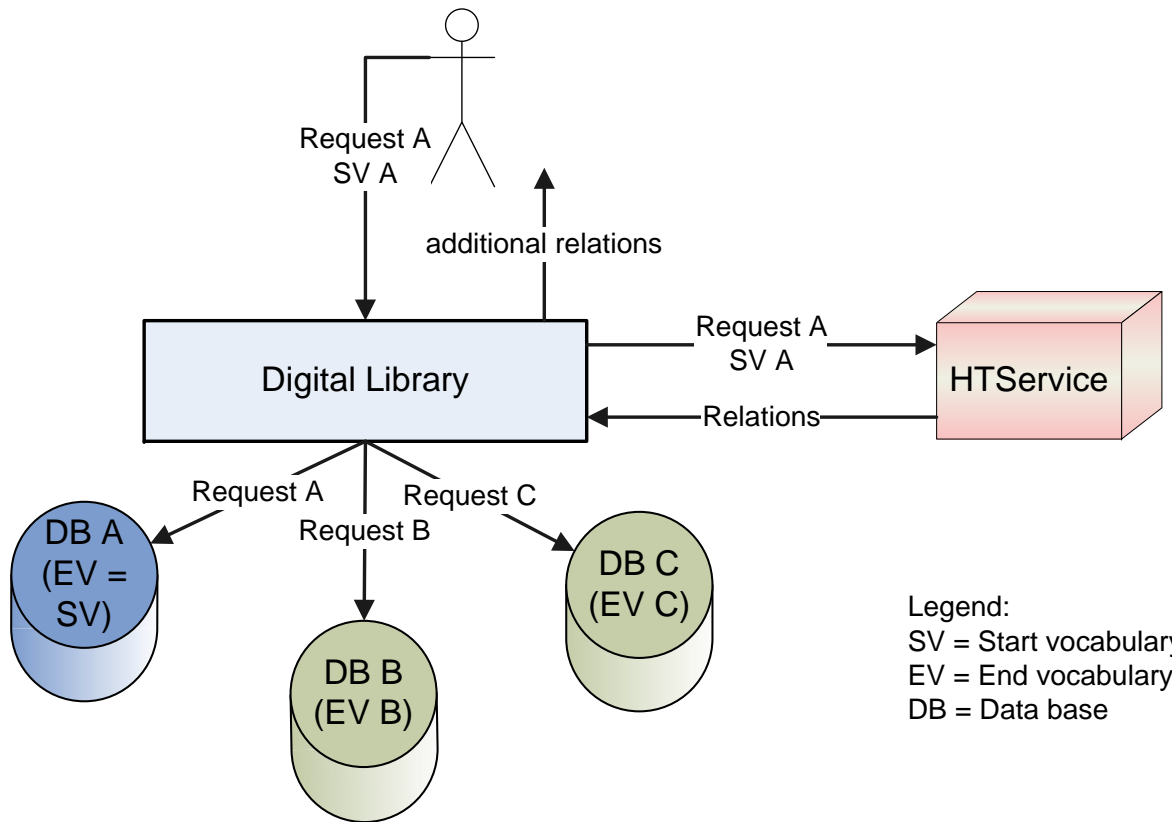 Request A
SV A
additional relations
Request A
SV A
Digital Library
HTService
Relations
Request A
Request C
Request B
DB A
(EV =
SV)
DB C
(EV C)
DB B
(EV B)
Legend:
SV = Start vocabulary
EV = End vocabulary
DB = Data base